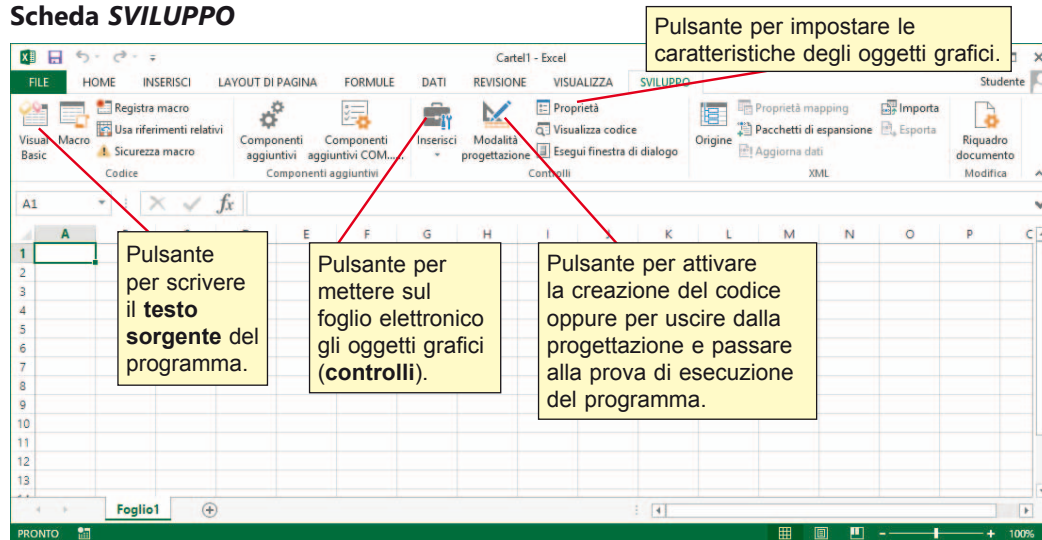 Scheda SVILUPPO
Pulsante per impostare le
caratteristiche degli oggetti grafici.
Cartel1 - Excel
FILE HOME INSERISCI LAYOUT DI PAGINA FORMULE DATI REVISIONE VISUALIZZA SVILUPPO Studente
Visual Basic
Macro
Registra macro
Usa riferimenti relativi
Sicurezza macro
Codice
Componenti aggiuntivi
Componenti aggiuntivi COM...
Componenti aggiuntivi
Inserisci
Modalità progettazione
Proprietà
Visualizza codice
Esegui finestra di dialogo
Controlli
Origine
Proprietà mapping
Pacchetti di espansione
Aggiorna dati
Importa
Esporta
XML
Riquadro documento
Modifica
A1
fx
A E F G H I K L M N O P
1
2
3
4
5
6
7
8
9
10
11
12
13
Pulsante
per scrivere
il testo
sorgente del
programma.
Pulsante per
mettere sul
foglio elettronico
gli oggetti grafici
(controlli).
Pulsante per attivare
la creazione del codice
oppure per uscire dalla
progettazione e passare
alla prova di esecuzione
del programma.
Foglio1
PRONTO
100%